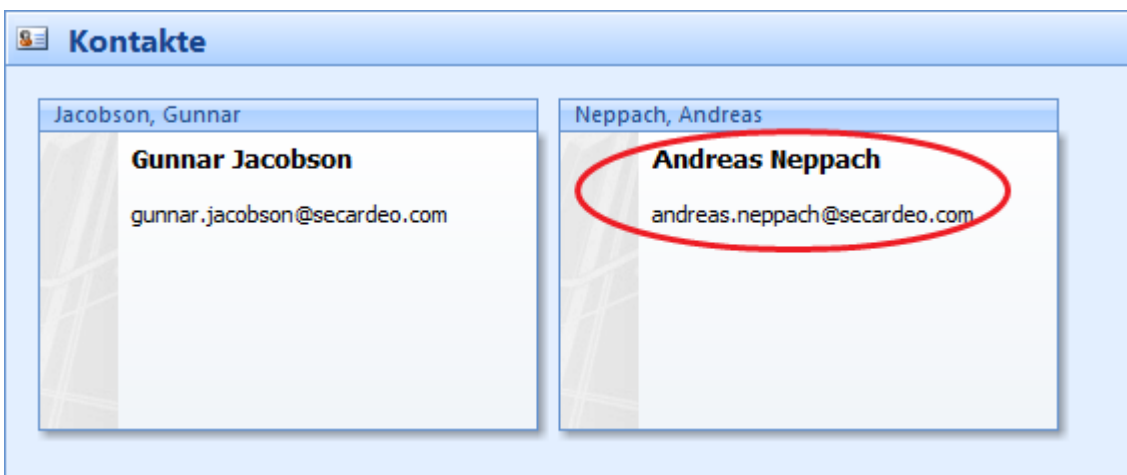 Kontakte
Jacobson, Gunnar
Gunnar Jacobson
gunnar.jacobson@secardeo.com
Neppach, Andreas
Andreas Neppach
andreas.neppach@secardeo.com